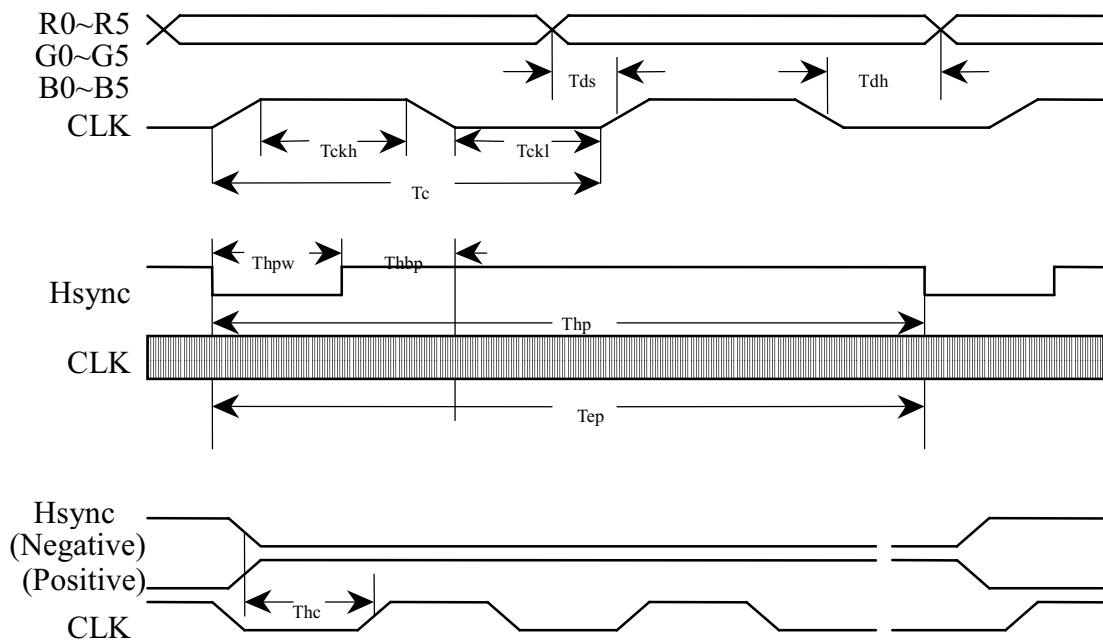 R0~R5
G0~G5
B0~B5
Tds
Tdh
CLK
Tckh
Tckl
Tc
Thpw
Thbp
Hsync
Thp
CLK
Tep
Hsync
(Negative)
(Positive)
Thc
CLK